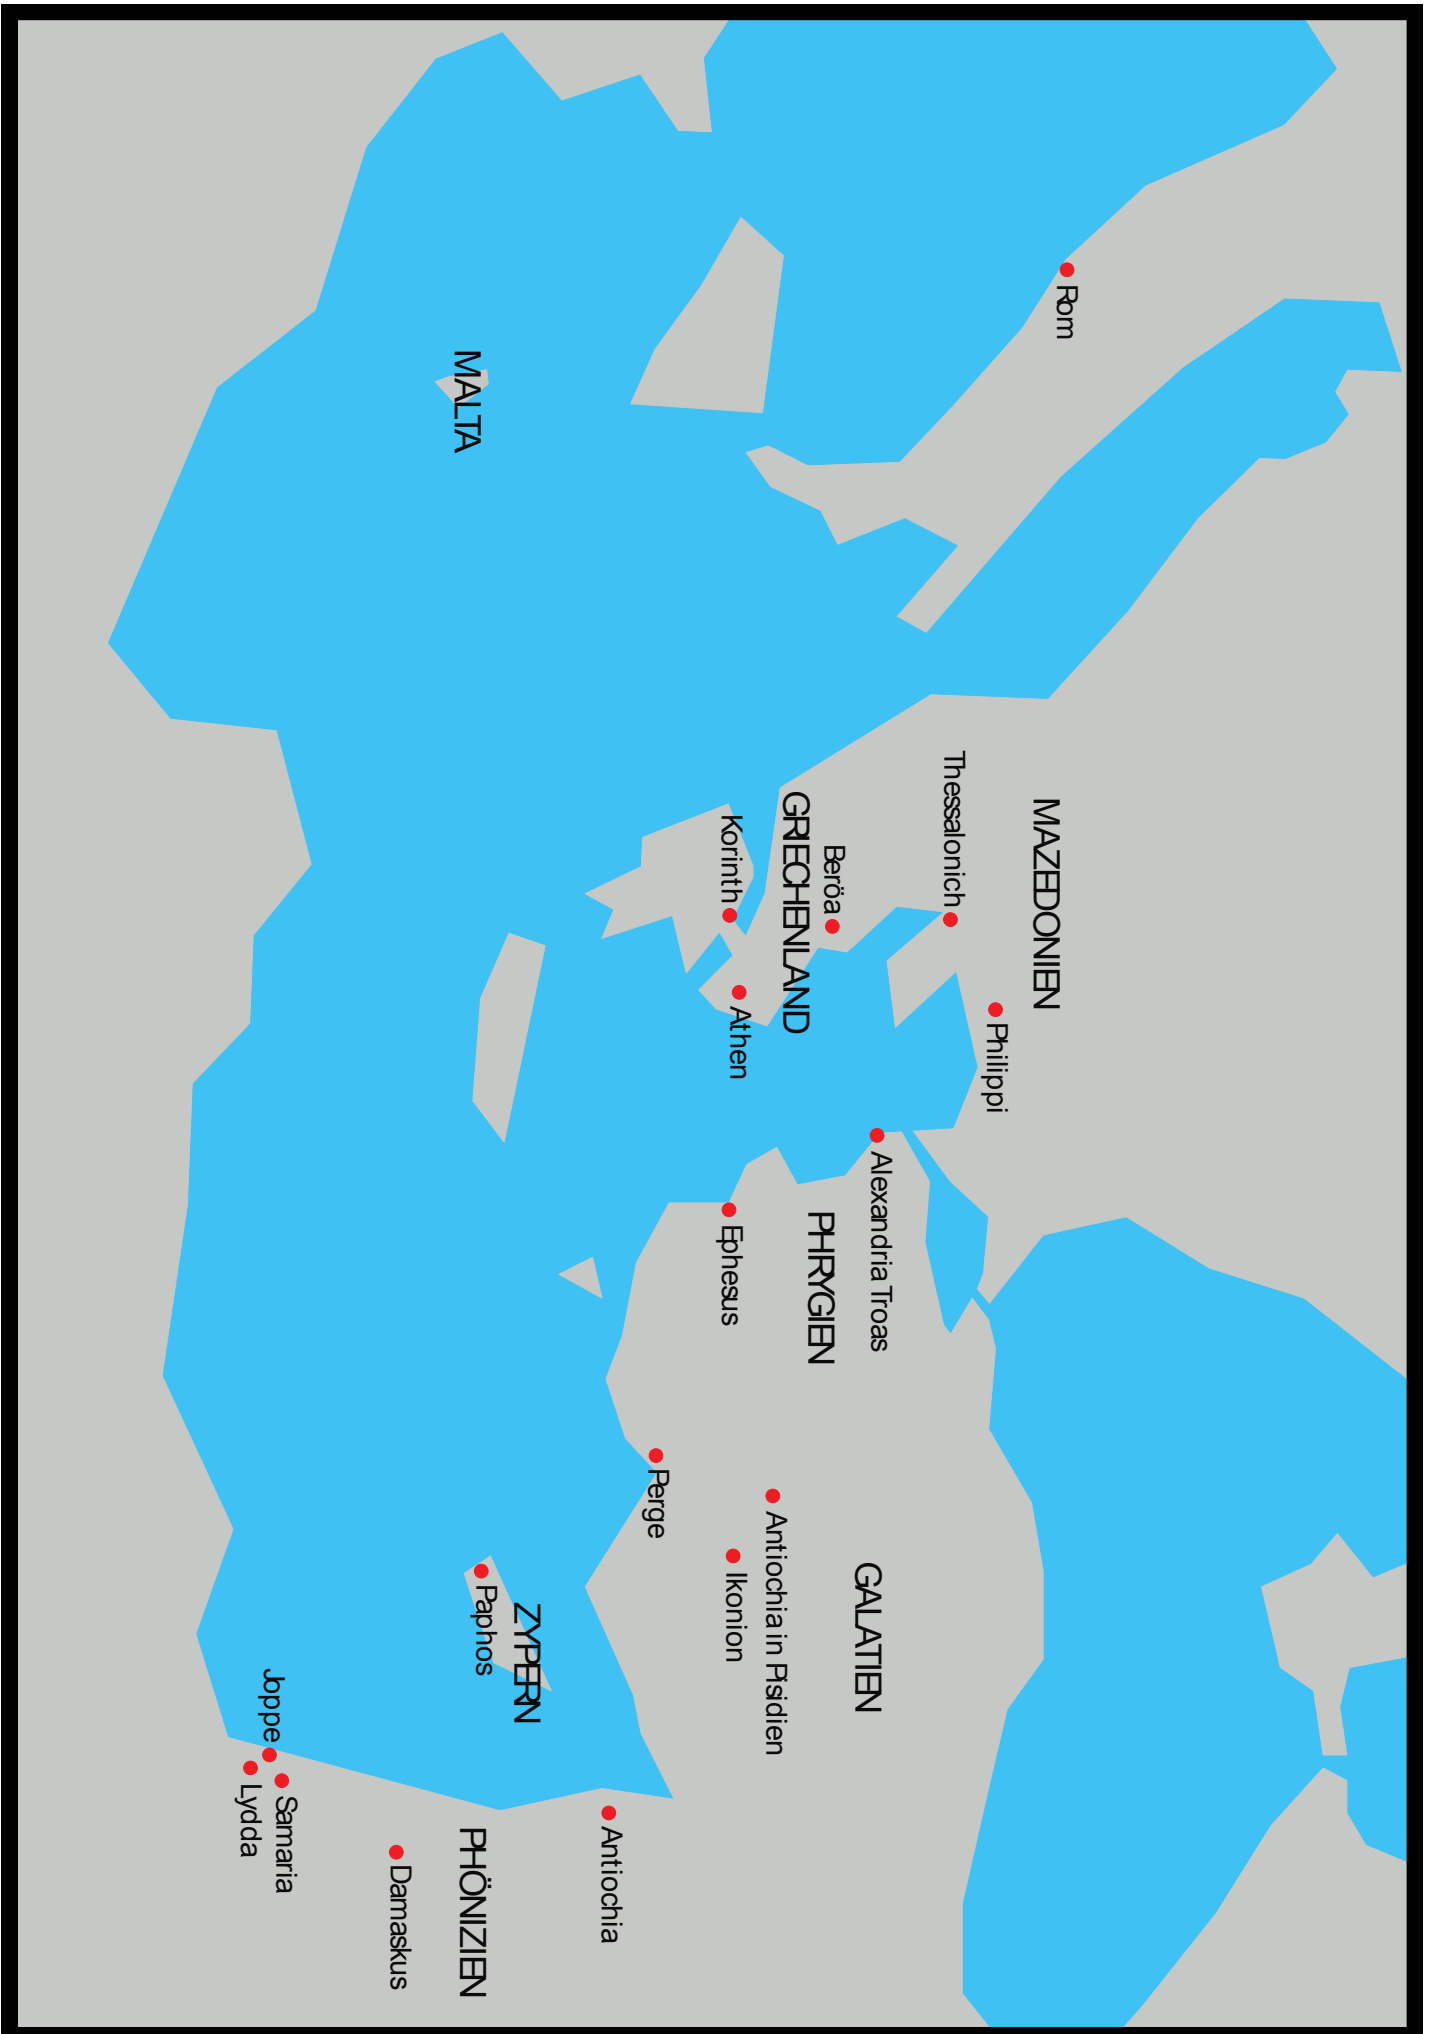 Rom
MAZEDONIEN
Philippi
Thessalonich
Alexandria Troas
GALATIEN
Beröa
PHRYGIEN
GRIECHENLAND
Antiochia in Pisidien
Korinth
Athen
Ephesus
Ikonion
Perge
Antiochia
ZYPERN
Paphos
MALTA
PHÖNIZIEN
Damaskus
Joppe
Samaria
Lydda